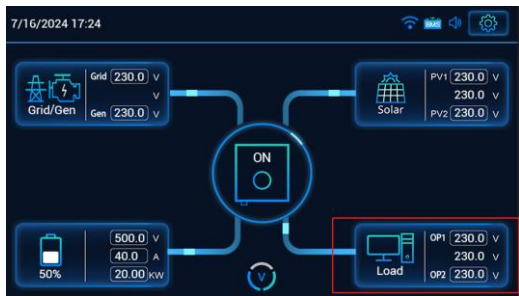 7/16/2024 17:24
BMS
Grid 230.0 V
V
Gen 230.0 V
Grid/Gen
PV1 230.0 V
230.0 V
PV2 230.0 V
Solar
ON
500.0 V
40.0 A
20.00 KW
50%
V
OP1 230.0 V
230.0 V
OP2 230.0 V
Load